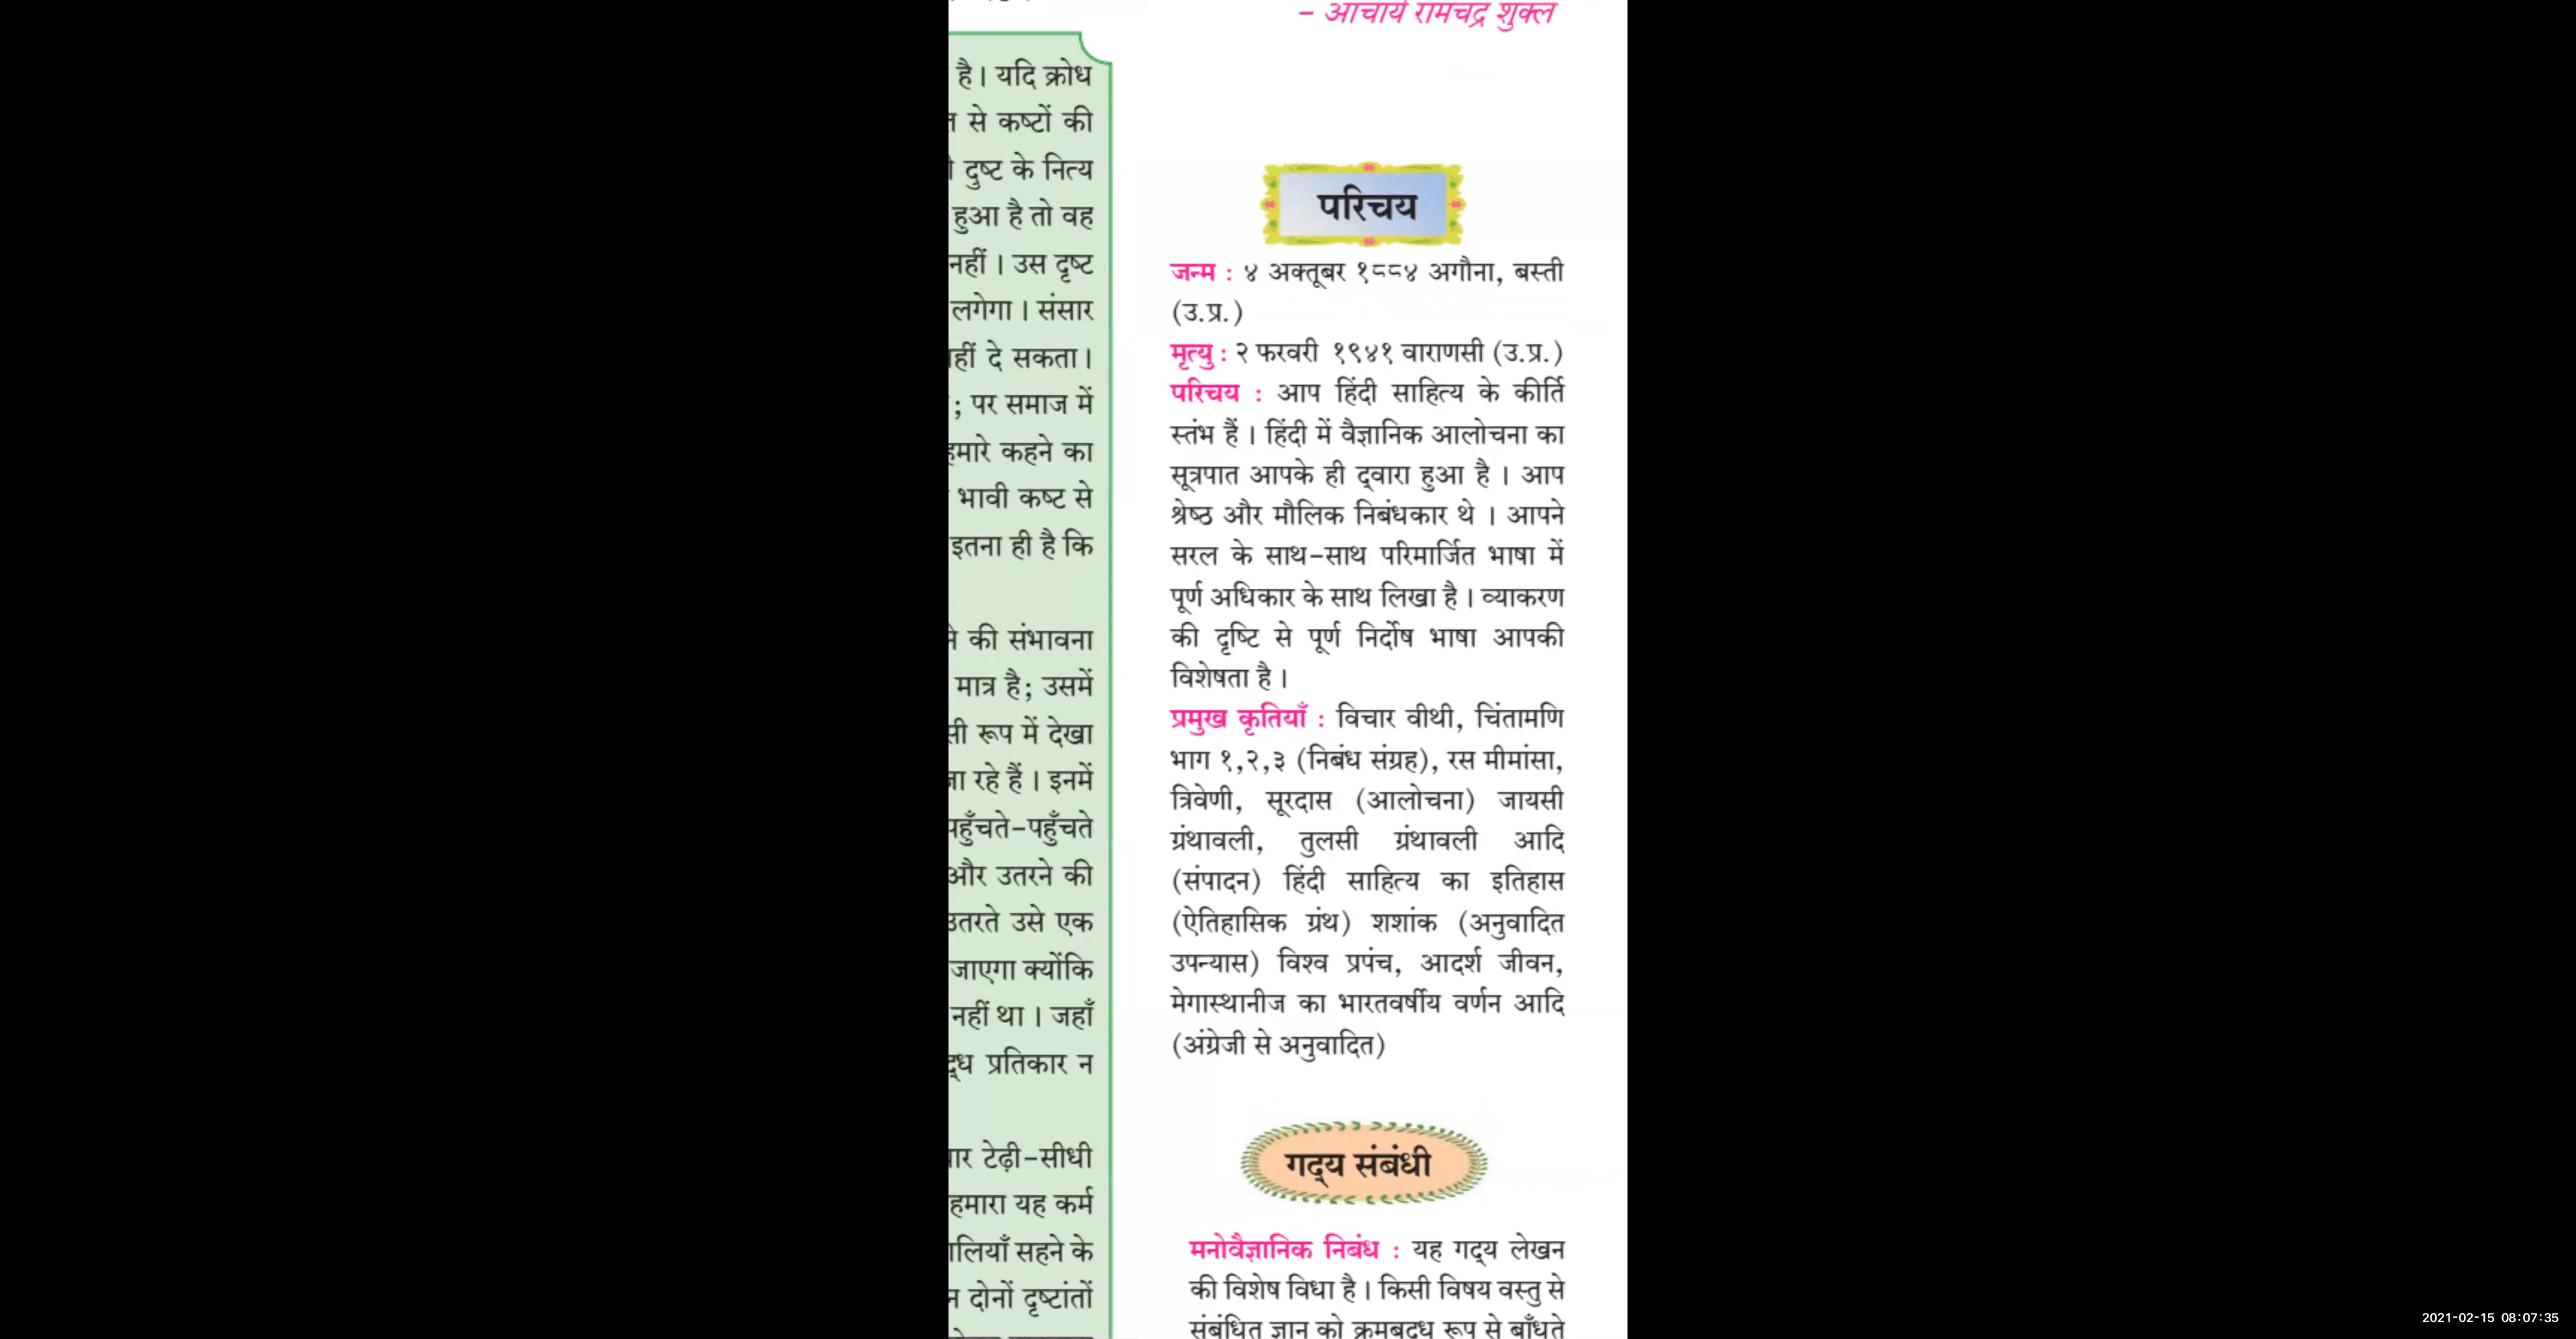 – आचार्य रामचंद्र शुक्ल
है। यदि क्रोध
से कष्टों की
दुष्ट के नित्य
हुआ है तो वह
नहीं । उस दृष्ट
लगेगा । संसार
दे सकता।
; पर समाज में
कहने का
भावी कष्ट से
इतना ही है कि
की संभावना
मात्र है; उसमें
रूप में देखा
रहे हैं । इनमें
पहुँचते-पहुँचते
और उतरने की
उतरते उसे एक
जाएगा क्योंकि
नहीं था । जहाँ
प्रतिकार न
टेढ़ी-सीधी
हमारा यह कर्म
सहने के
दोनों दृष्टांतों
परिचय
जन्म : ४ अक्तूबर १८८४ अगौना, बस्ती
(उ.प्र.)
मृत्यु : २ फरवरी १९४१ वाराणसी (उ.प्र.)
परिचय : आप हिंदी साहित्य के कीर्ति
स्तंभ हैं । हिंदी में वैज्ञानिक आलोचना का
सूत्रपात आपके ही द्‌वारा हुआ है । आप
श्रेष्ठ और मौलिक निबंधकार थे । आपने
सरल के साथ-साथ परिमार्जित भाषा में
पूर्ण अधिकार के साथ लिखा है । व्याकरण
की दृष्टि से पूर्ण निर्दोष भाषा आपकी
विशेषता है ।
प्रमुख कृतियाँ : विचार वीथी, चिंतामणि
भाग १,२,३ (निबंध संग्रह), रस मीमांसा,
त्रिवेणी, सूरदास (आलोचना) जायसी
ग्रंथावली, तुलसी ग्रंथावली आदि
(संपादन) हिंदी साहित्य का इतिहास
(ऐतिहासिक ग्रंथ) शशांक (अनुवादित
उपन्यास) विश्व प्रपंच, आदर्श जीवन,
मेगास्थानीज का भारतवर्षीय वर्णन आदि
(अंग्रेजी से अनुवादित)
गद्‌य संबंधी
मनोवैज्ञानिक निबंध : यह गद्‌य लेखन
की विशेष विधा है । किसी विषय वस्तु से
संबंधित ज्ञान को क्रमबद्ध रूप से बाँधते
2021-02-15 08:07:35